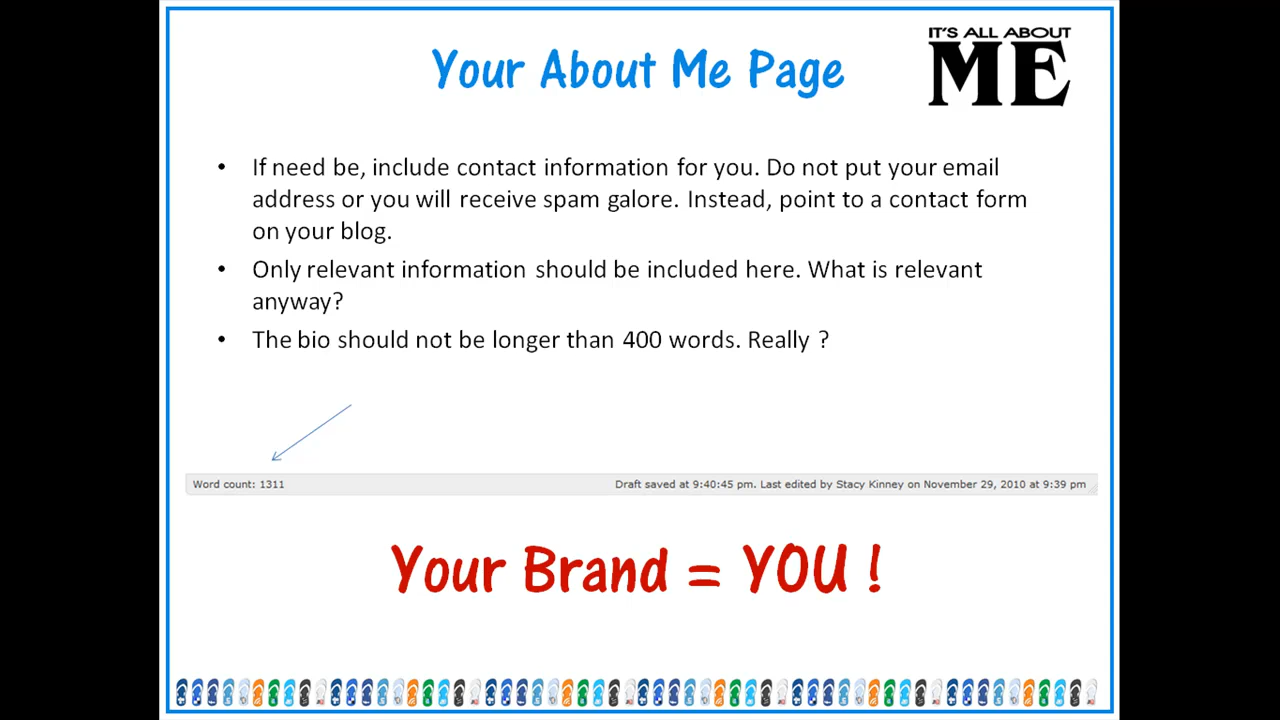 Your About Me Page
IT'S ALL ABOUT
ME
• If need be, include contact information for you. Do not put your email
address or you will receive spam galore. Instead, point to a contact form
on your blog.
• Only relevant information should be included here. What is relevant
anyway?
• The bio should not be longer than 400 words. Really ?
Word count: 1311 Draft saved at 9:40:45 pm. Last edited by Stacy Kinney on November 29, 2010 at 9:39 pm
Your Brand = YOU !